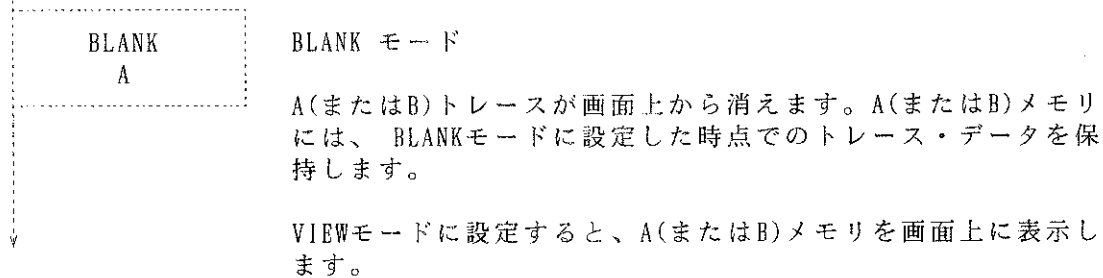 BLANK
A
BLANK モード
A(またはB)トレースが画面上から消えます。A(またはB)メモリ
には、 BLANKモードに設定した時点でのトレース・データを保
持します。
VIEWモードに設定すると、A(またはB)メモリを画面上に表示し
ます。